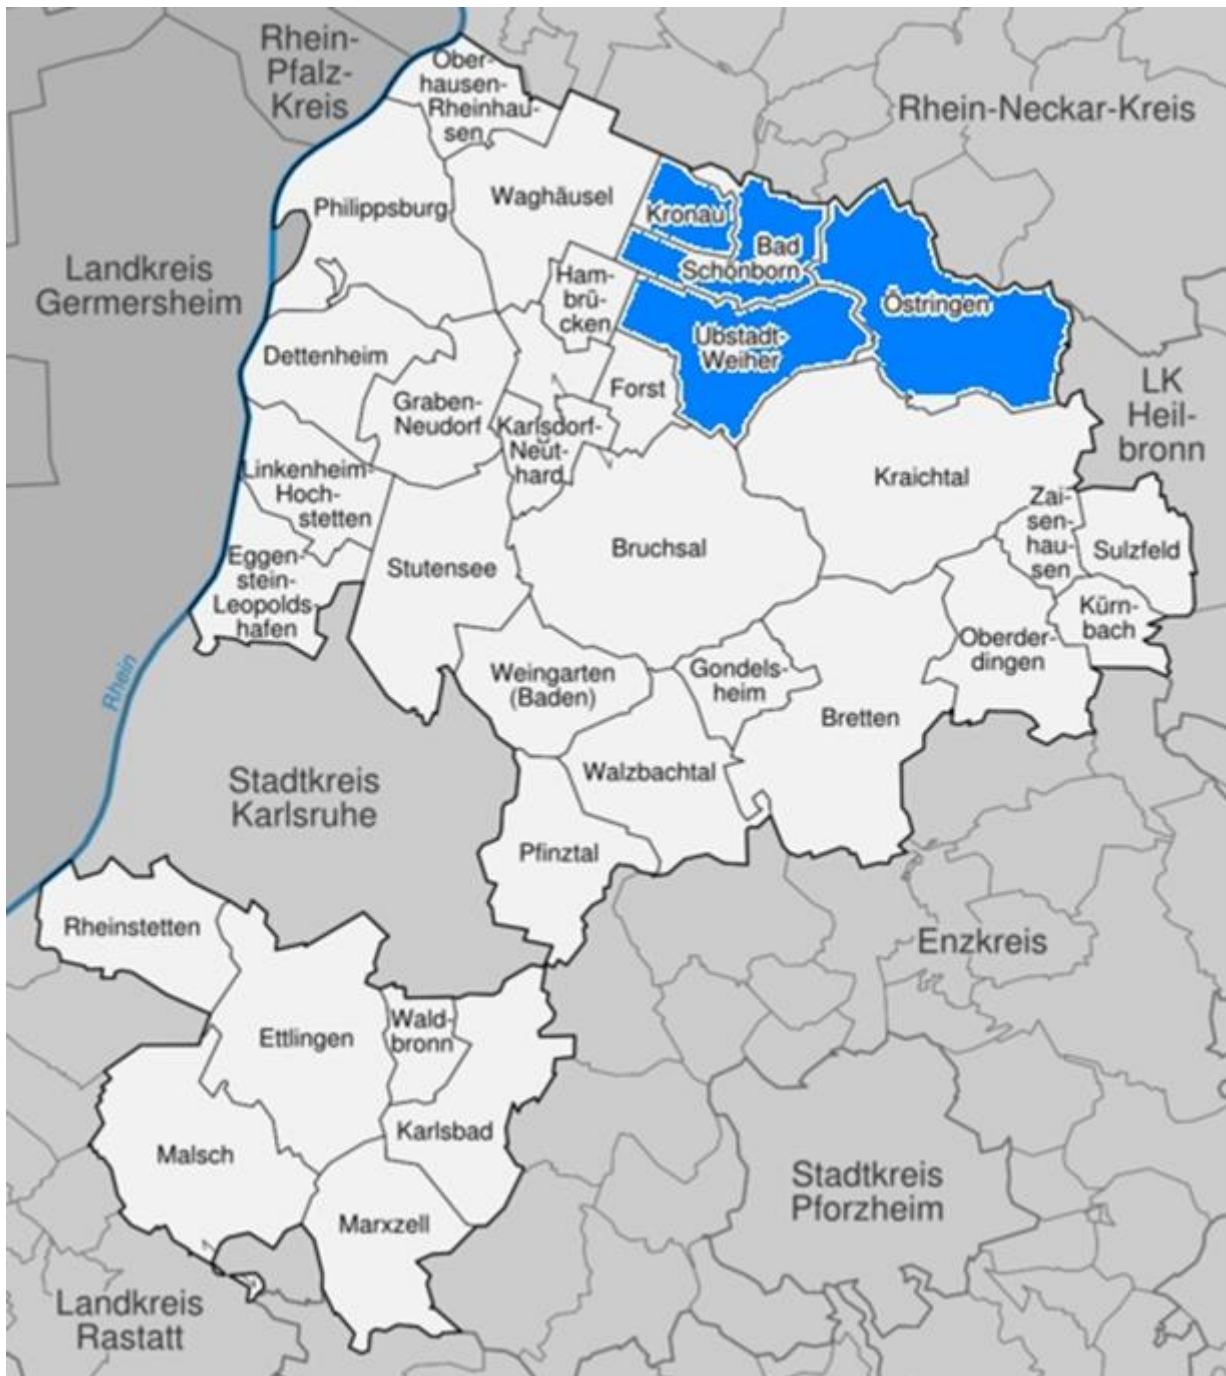 Rhein-
Pfalz-
Kreis
Ober-
hausen-
Rheinhau-
sen
Rhein-Neckar-Kreis
Waghäusel
Philippsburg
Kronau
Bad
Schönborn
Landkreis
Germersheim
Ham-
brü-
cken
Östringen
Ubstadt-
Weiher
Dettenheim
Forst
LK
Heil-
bronn
Graben-
Neudorf
Karlsdorf-
Neut-
hard
Linkenheim-
Hoch-
stetten
Kraichtal
Zai-
sen-
hau-
sen
Sulzfeld
Bruchsal
Stutensee
Eggen-
stein-
Leopolds-
hafen
Kürn-
bach
Oberder-
dingen
Rhein
Weingarten
(Baden)
Gondels-
heim
Bretten
Stadtkreis
Karlsruhe
Walzbachtal
Pfinztal
Rheinstetten
Enzkreis
Ettlingen
Wald-
bronn
Karlsbad
Malsch
Marxzell
Stadtkreis
Pforzheim
Landkreis
Rastatt